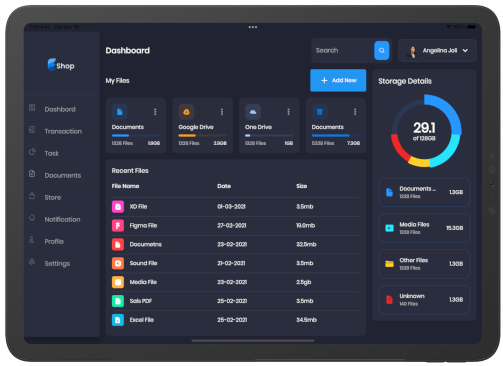 Dashboard
Search
Angelina Joli
Shop
My Files
+ Add New
Storage Details
Dashbord
Transaction
Task
Documents
Store
Notification
Profile
Settings
Documents
1328 Files 1.9GB
Google Drive
1328 Files 2.9GB
One Drive
1328 Files 1GB
Documents
5328 Files 7.3GB
29.1
of 128GB
Recent Files
File Name Date Size
XD File 01-03-2021 3.5mb
Figma File 27-02-2021 19.0mb
Documetns 23-02-2021 32.5mb
Sound File 21-02-2021 3.5mb
Media File 23-02-2021 2.5gb
Sals PDF 25-02-2021 3.5mb
Excel File 25-02-2021 34.5mb
Documents ...
1328 Files
1.3GB
Media Files
1328 Files
15.3GB
Other Files
1328 Files
1.3GB
Unknown
140 Files
1.3GB